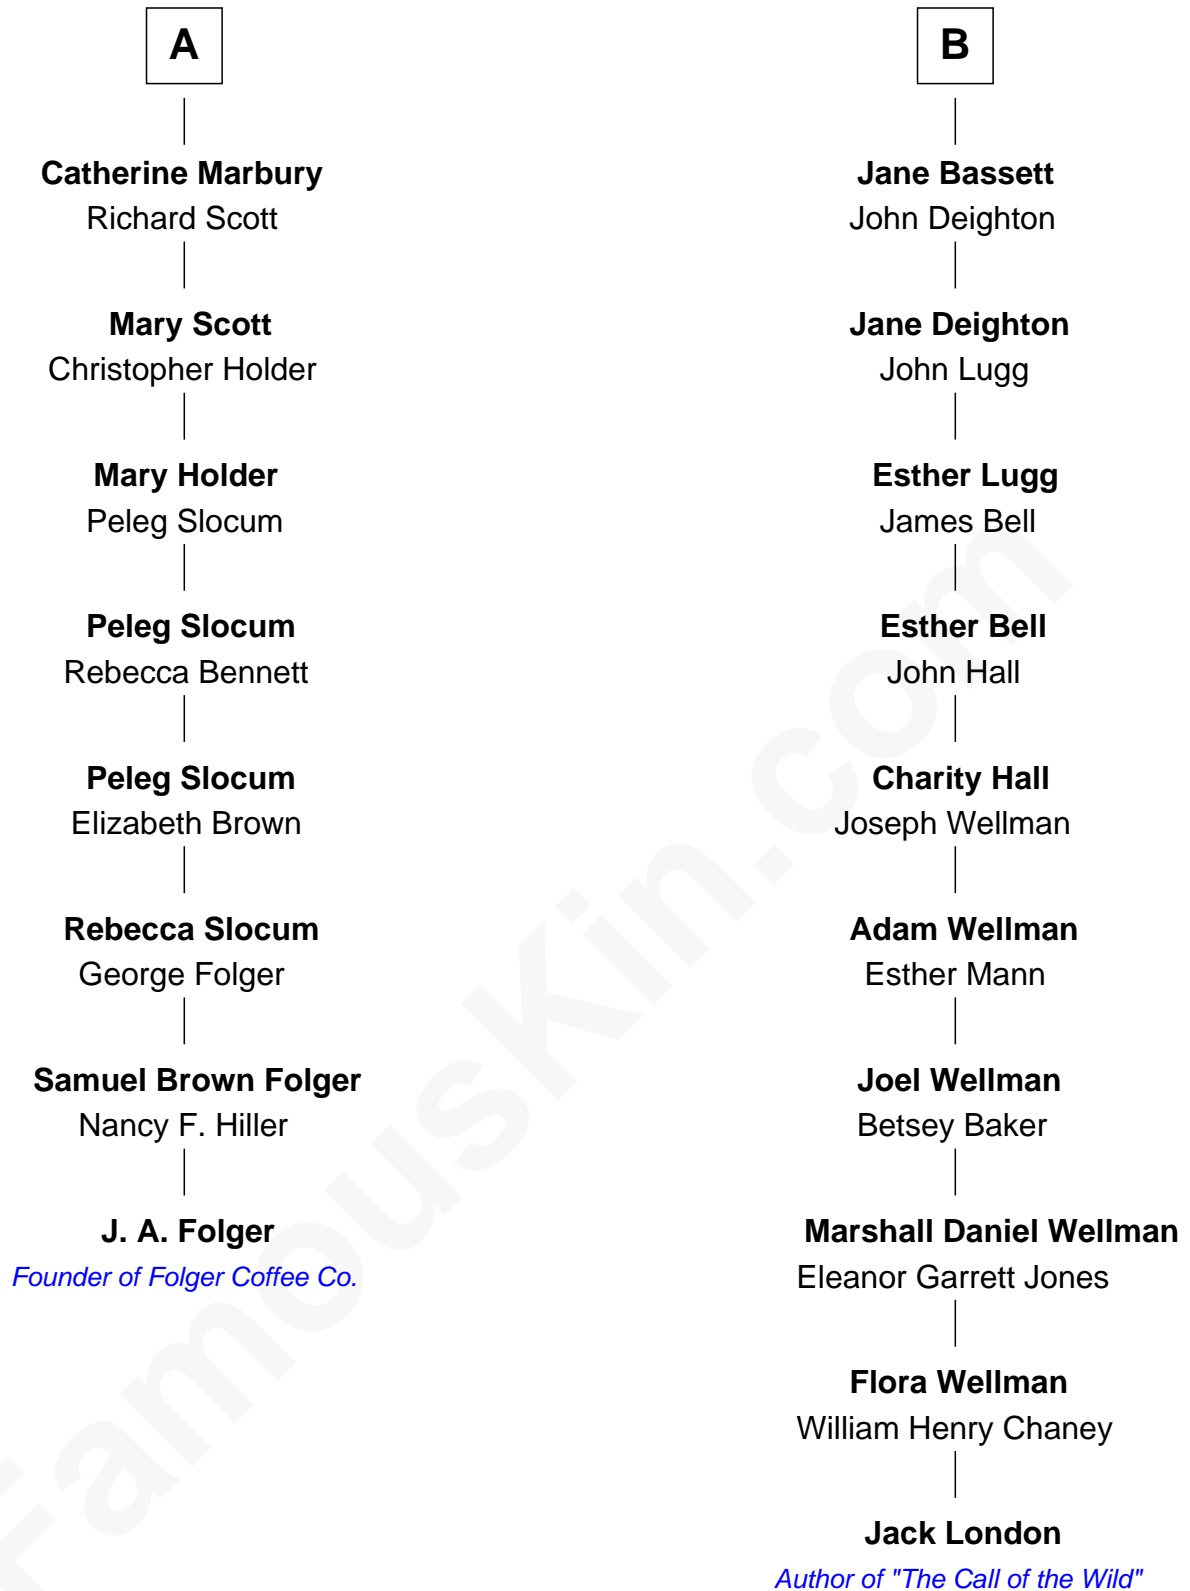 A
Catherine Marbury
Richard Scott
Mary Scott
Christopher Holder
Mary Holder
Peleg Slocum
Peleg Slocum
Rebecca Bennett
Peleg Slocum
Elizabeth Brown
Rebecca Slocum
George Folger
Samuel Brown Folger
Nancy F. Hiller
J. A. Folger
Founder of Folger Coffee Co.
B
Jane Bassett
John Deighton
Jane Deighton
John Lugg
Esther Lugg
James Bell
Esther Bell
John Hall
Charity Hall
Joseph Wellman
Adam Wellman
Esther Mann
Joel Wellman
Betsey Baker
Marshall Daniel Wellman
Eleanor Garrett Jones
Flora Wellman
William Henry Chaney
Jack London
Author of "The Call of the Wild"
FamousKin.com